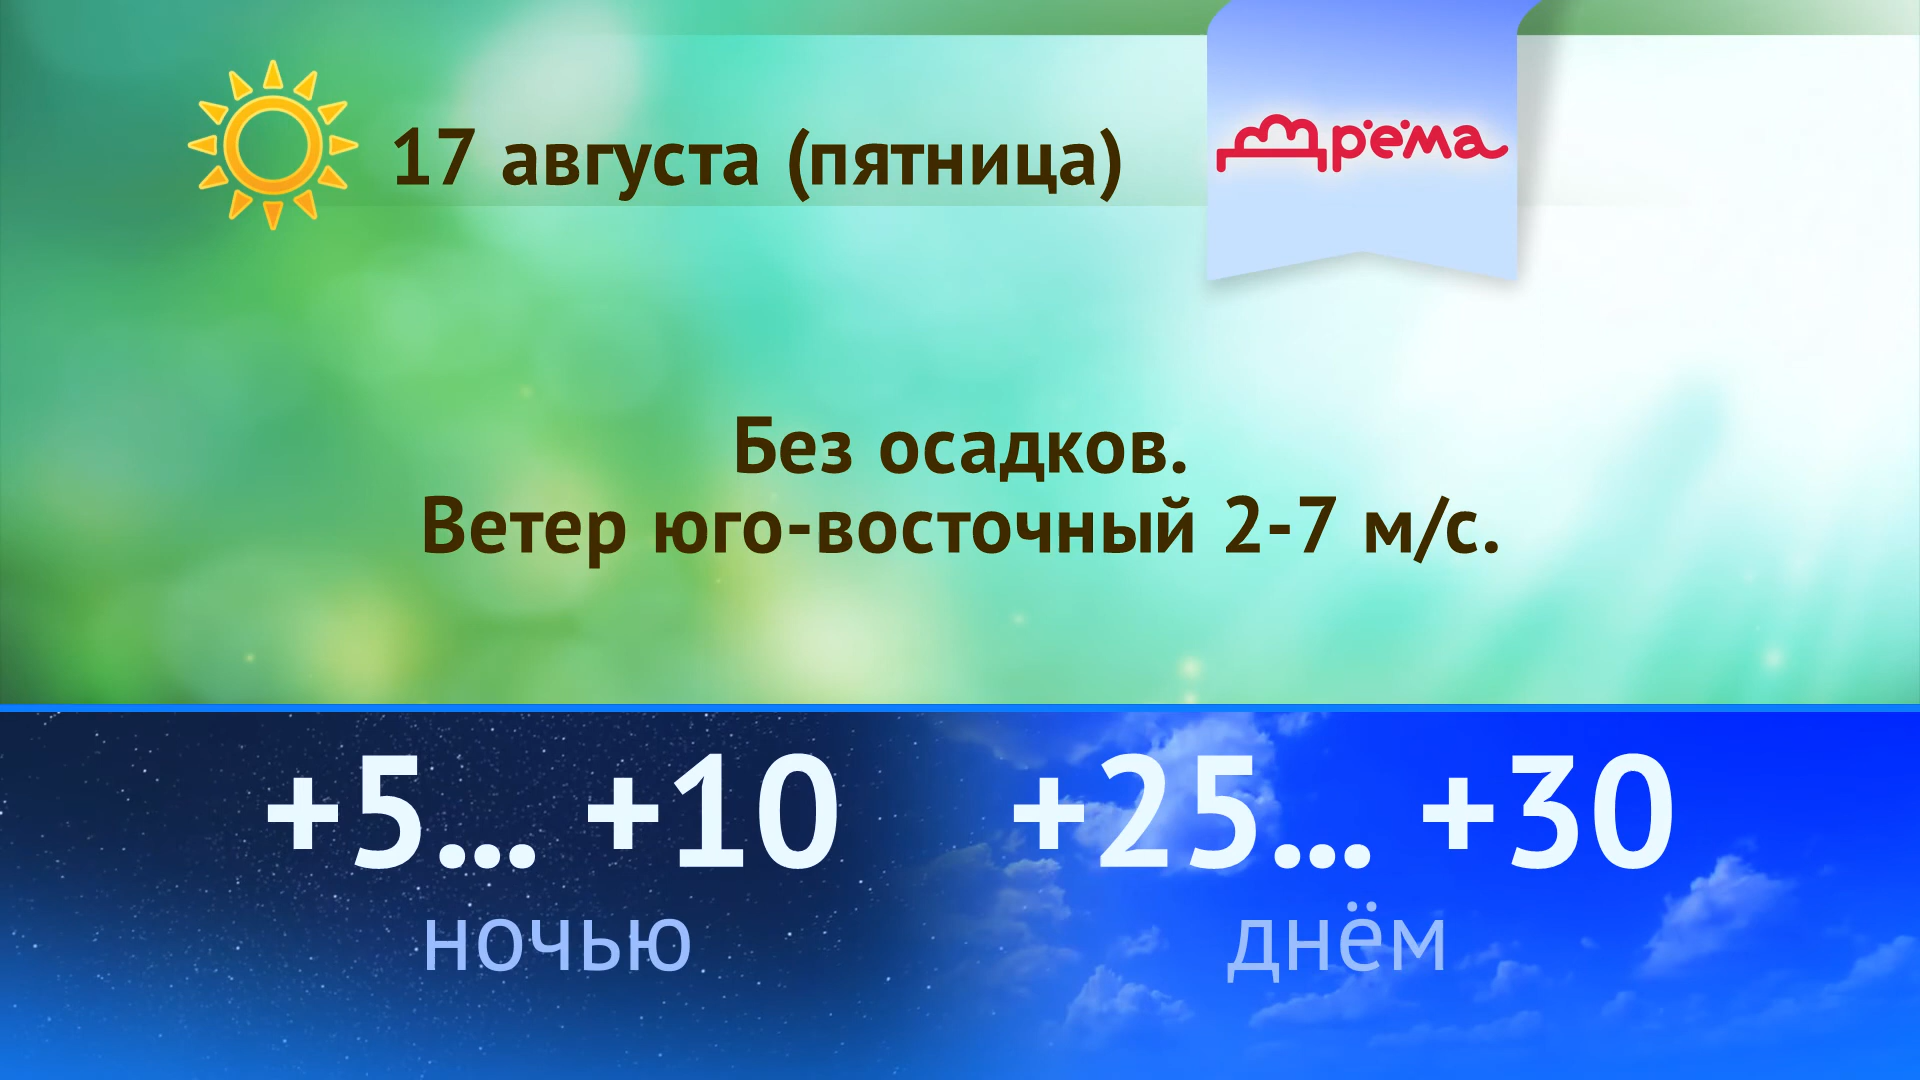 17 августа (пятница)
Дрёма
Без осадков.
Ветер юго-восточный 2-7 м/с.
+5... +10
+25... +30
ночью
днём